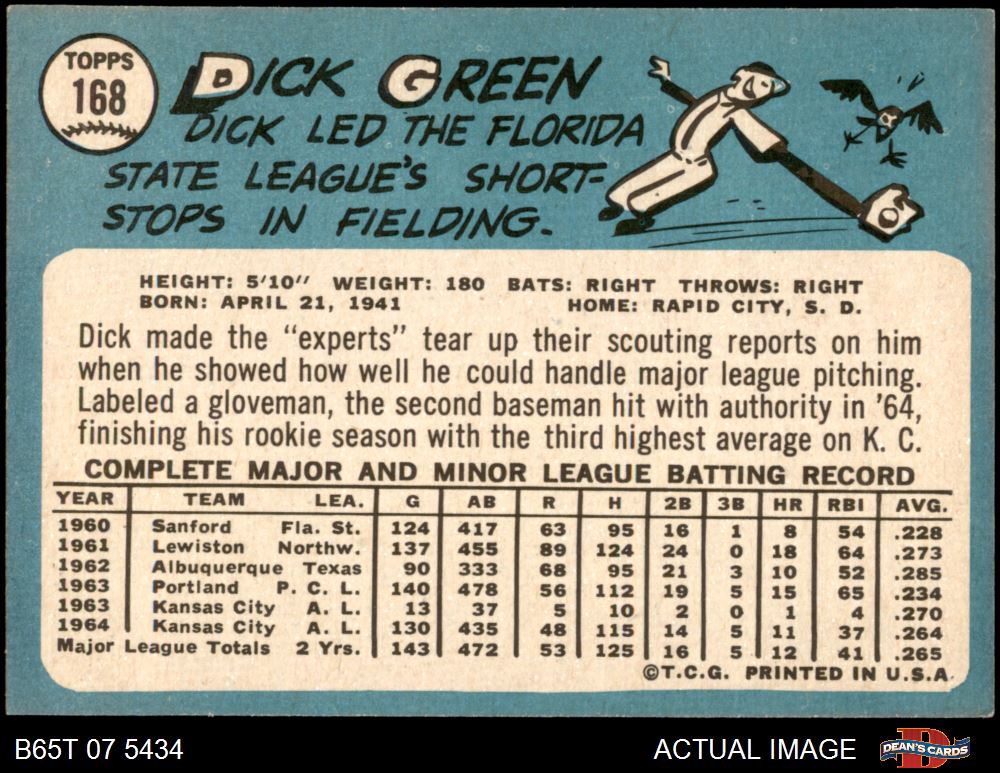 TOPPS
168
DICK GREEN
DICK LED THE FLORIDA
STATE LEAGUE'S SHORT-
STOPS IN FIELDING.
HEIGHT: 5'10" WEIGHT: 180 BATS: RIGHT THROWS: RIGHT
BORN: APRIL 21, 1941 HOME: RAPID CITY, S. D.
Dick made the "experts" tear up their scouting reports on him
when he showed how well he could handle major league pitching.
Labeled a gloveman, the second baseman hit with authority in '64,
finishing his rookie season with the third highest average on K. C.
COMPLETE MAJOR AND MINOR LEAGUE BATTING RECORD
YEAR TEAM LEA. G AB R H 2B 3B HR RBI AVG.
1960 Sanford Fla. St. 124 417 63 95 16 1 8 54 .228
1961 Lewiston Northw. 137 455 89 124 24 0 18 64 .273
1962 Albuquerque Texas 90 333 68 95 21 3 10 52 .285
1963 Portland P. C. L. 140 478 56 112 19 5 15 65 .234
1963 Kansas City A. L. 13 37 5 10 2 0 1 4 .270
1964 Kansas City A. L. 130 435 48 115 14 5 11 37 .264
Major League Totals 2 Yrs. 143 472 53 125 16 5 12 41 .265
©T.C.G. PRINTED IN U.S.A.
B65T 07 5434 ACTUAL IMAGE DEAN'S CARDS